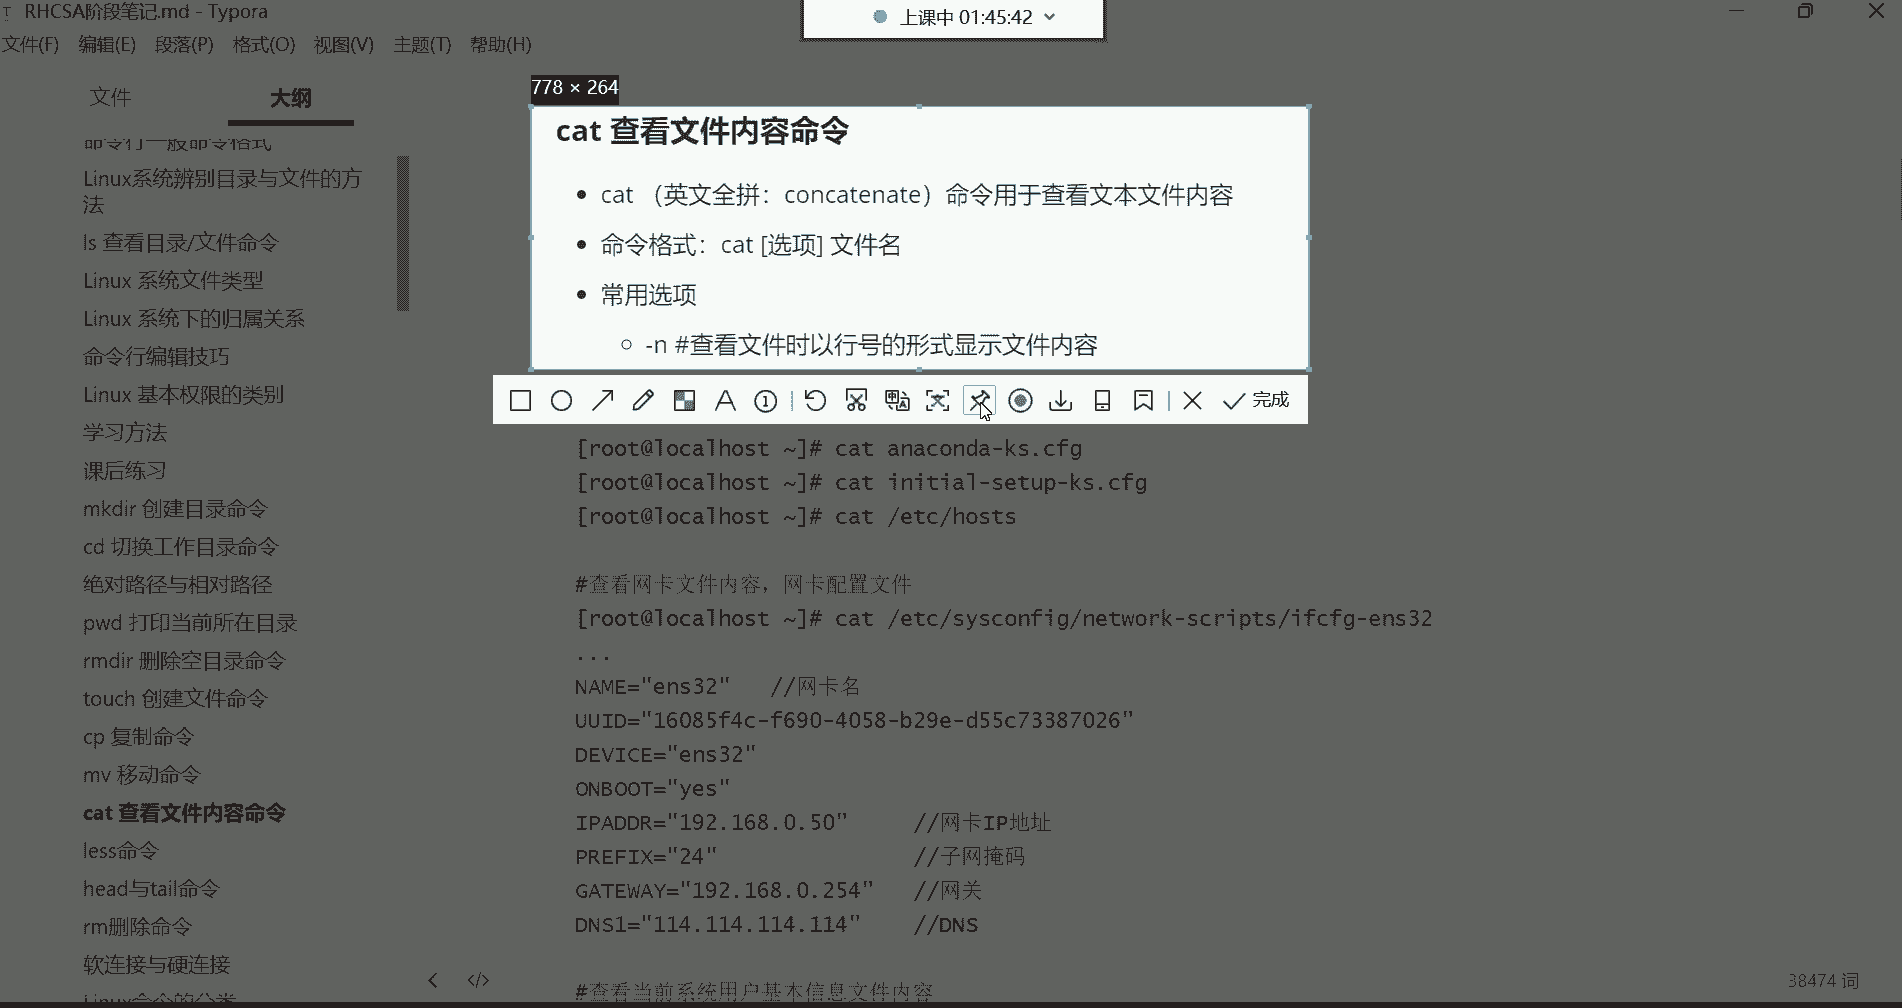 RHCSA阶段笔记.md - Typora
上课中 01:45:42
文件(F) 编辑(E) 段落(P) 格式(O) 视图(V) 主题(T) 帮助(H)
文件 大纲
命令行一般命令格式
Linux系统辨别目录与文件的方
法
ls 查看目录/文件命令
Linux 系统文件类型
Linux 系统下的归属关系
命令行编辑技巧
Linux 基本权限的类别
学习方法
课后练习
mkdir 创建目录命令
cd 切换工作目录命令
绝对路径与相对路径
pwd 打印当前所在目录
rmdir 删除空目录命令
touch 创建文件命令
cp 复制命令
mv 移动命令
cat 查看文件内容命令
less命令
head与tail命令
rm删除命令
软连接与硬连接
Linux命令的分类
778 × 264
cat 查看文件内容命令
cat （英文全拼：concatenate）命令用于查看文本文件内容
命令格式：cat [选项] 文件名
常用选项
-n #查看文件时以行号的形式显示文件内容
完成
[root@localhost ~]# cat anaconda-ks.cfg
[root@localhost ~]# cat initial-setup-ks.cfg
[root@localhost ~]# cat /etc/hosts
#查看网卡文件内容，网卡配置文件
[root@localhost ~]# cat /etc/sysconfig/network-scripts/ifcfg-ens32
...
NAME="ens32" //网卡名
UUID="16085f4c-f690-4058-b29e-d55c73387026"
DEVICE="ens32"
ONBOOT="yes"
IPADDR="192.168.0.50" //网卡IP地址
PREFIX="24" //子网掩码
GATEWAY="192.168.0.254" //网关
DNS1="114.114.114.114" //DNS
#查看当前系统用户基本信息文件内容
38474 词